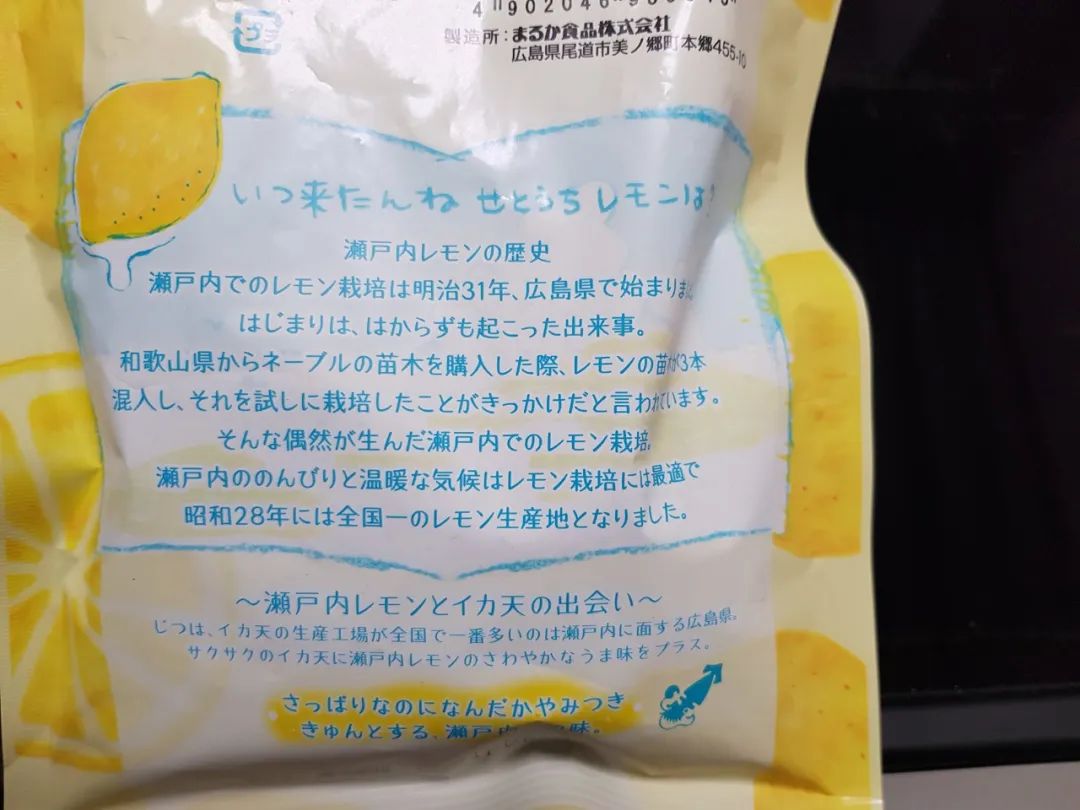 プラ
製造所：まるか食品株式会社
広島県尾道市美ノ郷町本郷455-10
いつ来たんね せとうちレモンは？
瀬戸内レモンの歴史
瀬戸内でのレモン栽培は明治31年、広島県で始まりま
はじまりは、はからずも起こった出来事。
和歌山県からネーブルの苗木を購入した際、レモンの苗木が3本
混入し、それを試しに栽培したことがきっかけだと言われています。
そんな偶然が生んだ瀬戸内でのレモン栽培。
瀬戸内ののんびりと温暖な気候はレモン栽培には最適で
昭和28年には全国一のレモン生産地となりました。
～瀬戸内レモンとイカ天の出会い～
じつは、イカ天の生産工場が全国で一番多いのは瀬戸内に面する広島県。
サクサクのイカ天に瀬戸内レモンのさわやかなうま味をプラス。
さっぱりなのになんだかやみつき
きゅんとする、瀬戸内 味。